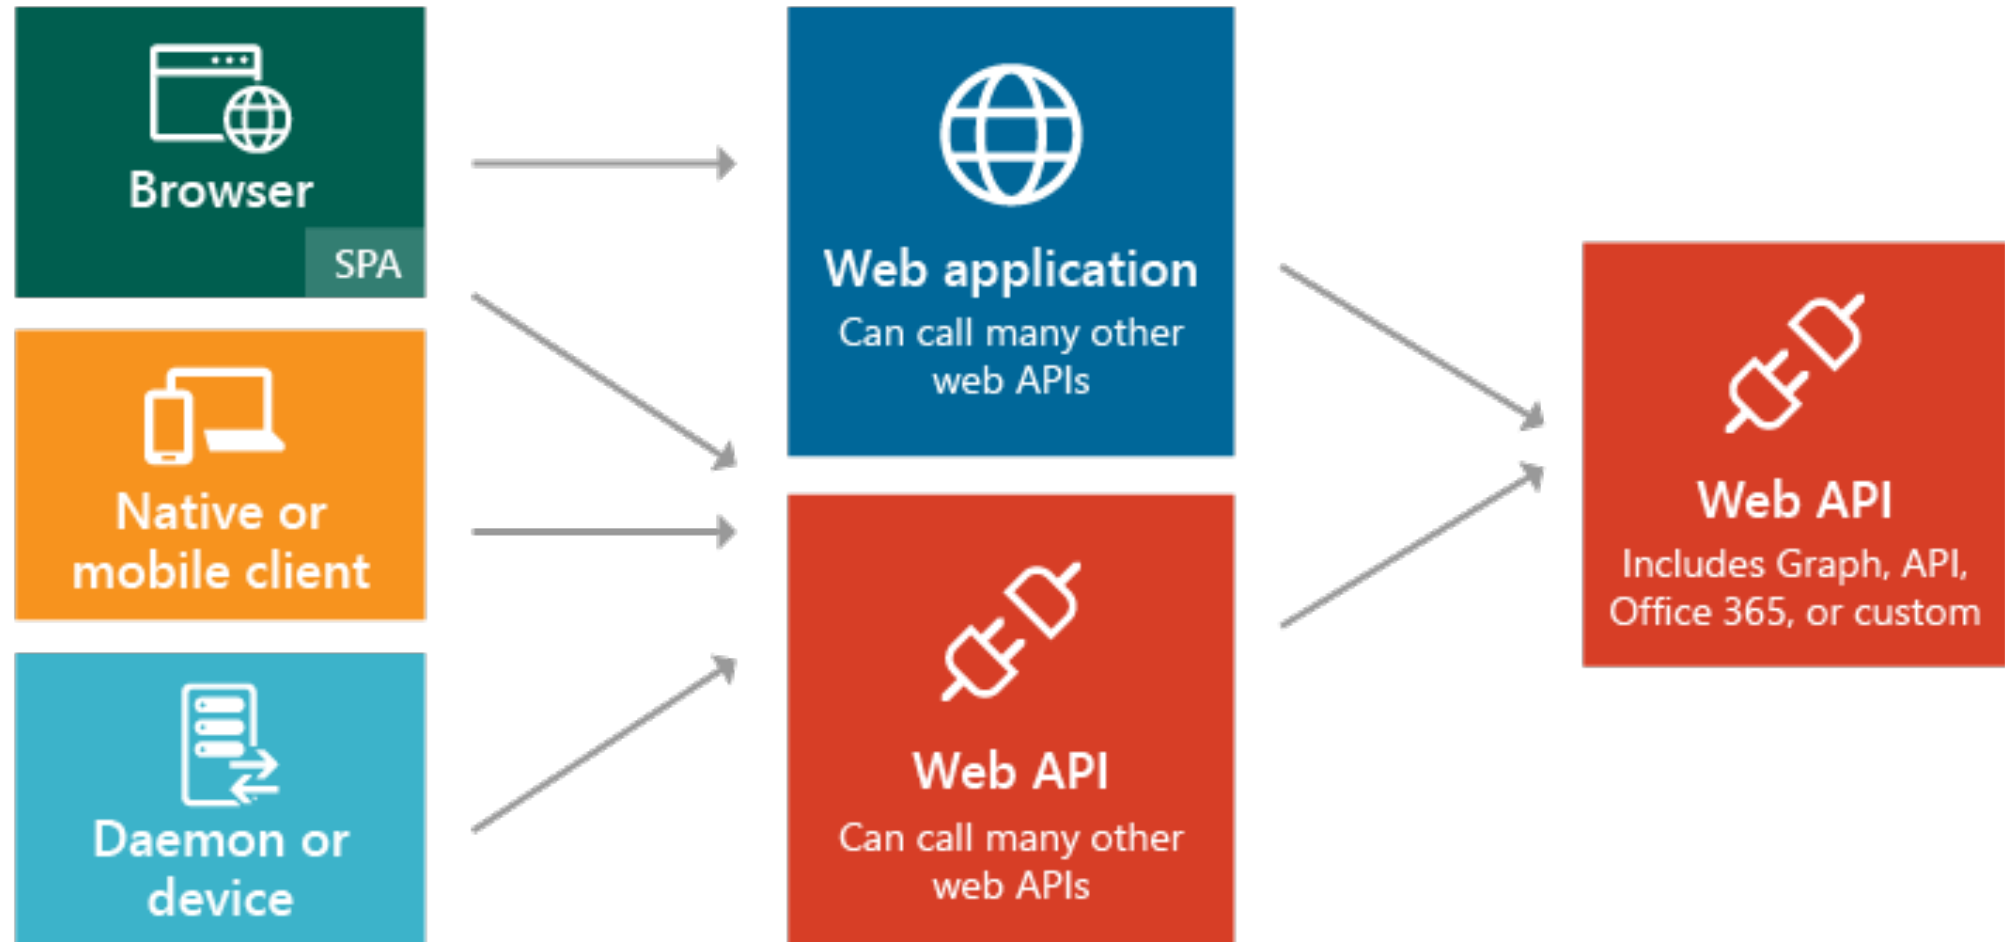 Browser
SPA
Native or
mobile client
Daemon or
device
Web application
Can call many other
web APIs
Web API
Can call many other
web APIs
Web API
Includes Graph, API,
Office 365, or custom